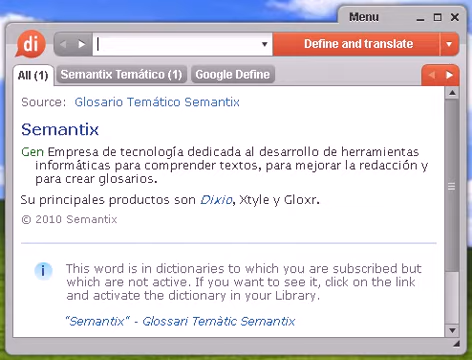 Menu
di
Define and translate
All (1)
Semantix Temático (1)
Google Define
Source: Glosario Temático Semantix
Semantix
Gen Empresa de tecnología dedicada al desarrollo de herramientas
informáticas para comprender textos, para mejorar la redacción y
para crear glosarios.
Su principales productos son Dixio, Xtyle y Gloxr.
© 2010 Semantix
i
This word is in dictionaries to which you are subscribed but
which are not active. If you want to see it, click on the link
and activate the dictionary in your Library.
"Semantix" - Glossari Temàtic Semantix